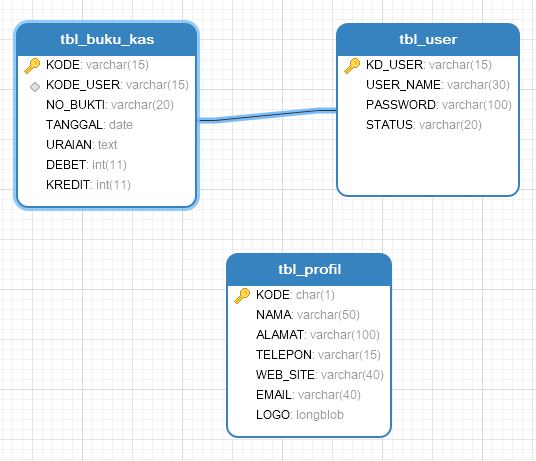 tbl_buku_kas
KODE: varchar(15)
KODE_USER: varchar(15)
NO_BUKTI: varchar(20)
TANGGAL: date
URAIAN: text
DEBET: int(11)
KREDIT: int(11)
tbl_user
KD_USER: varchar(15)
USER_NAME: varchar(30)
PASSWORD: varchar(100)
STATUS: varchar(20)
tbl_profil
KODE: char(1)
NAMA: varchar(50)
ALAMAT: varchar(100)
TELEPON: varchar(15)
WEB_SITE: varchar(40)
EMAIL: varchar(40)
LOGO: longblob